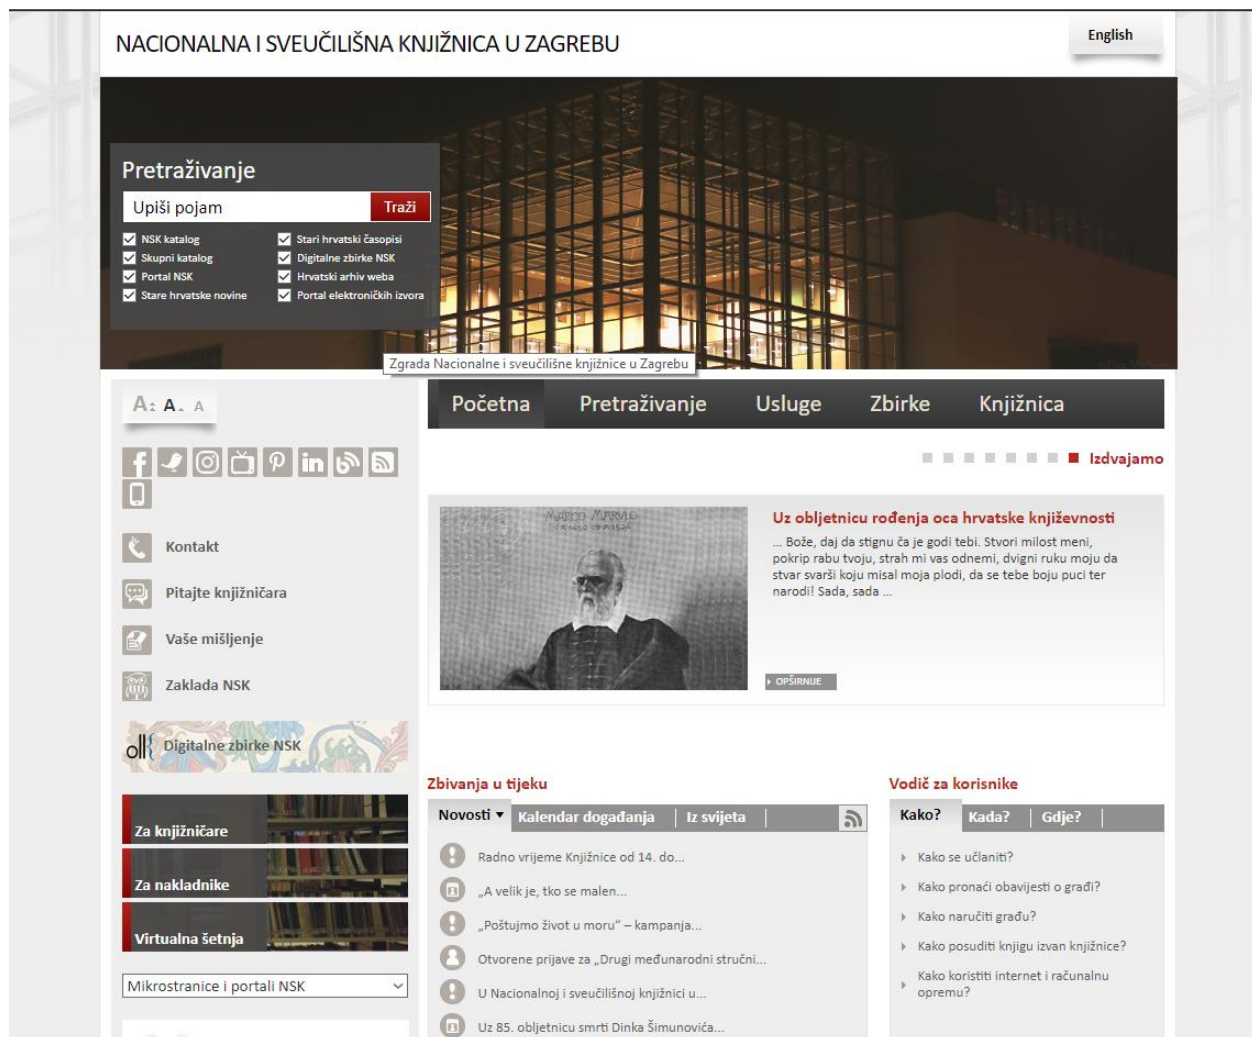 NACIONALNA I SVEUČILIŠNA KNJIŽNICA U ZAGREBU
English
Pretraživanje
Upiši pojam
Traži
NSK katalog
Stari hrvatski časopisi
Skupni katalog
Digitalne zbirke NSK
Portal NSK
Hrvatski arhiv weba
Stare hrvatske novine
Portal elektroničkih izvora
Zgrada Nacionalne i sveučilišne knjižnice u Zagrebu
A A A
Početna
Pretraživanje
Usluge
Zbirke
Knjižnica
Izdvajamo
Kontakt
Pitajte knjižničara
Vaše mišljenje
Zaklada NSK
Digitalne zbirke NSK
Za knjižničare
Za nakladnike
Virtualna šetnja
Mikrostranice i portali NSK
MARCO MARVLO
Uz obljetnicu rođenja oca hrvatske književnosti
... Bože, daj da stignu ča je godi tebi. Stvori milost meni,
pokrip rabu tvoju, strah mi vas odnemi, dvigni ruku moju da
stvar svarši koju misal moja plodi, da se tebe boju puci ter
narodi! Sada, sada ...
OPŠIRNIJE
Zbivanja u tijeku
Novosti
Kalendar događanja
Iz svijeta
Radno vrijeme Knjižnice od 14. do...
„A velik je, tko se malen...
„Poštujmo život u moru“ – kampanja...
Otvorene prijave za „Drugi međunarodni stručni...
U Nacionalnoj i sveučilišnoj knjižnici u...
Uz 85. obljetnicu smrti Dinka Šimunovića...
Vodič za korisnike
Kako?
Kada?
Gdje?
Kako se učlaniti?
Kako pronaći obavijesti o građi?
Kako naručiti građu?
Kako posuditi knjigu izvan knjižnice?
Kako koristiti internet i računalnu
opremu?